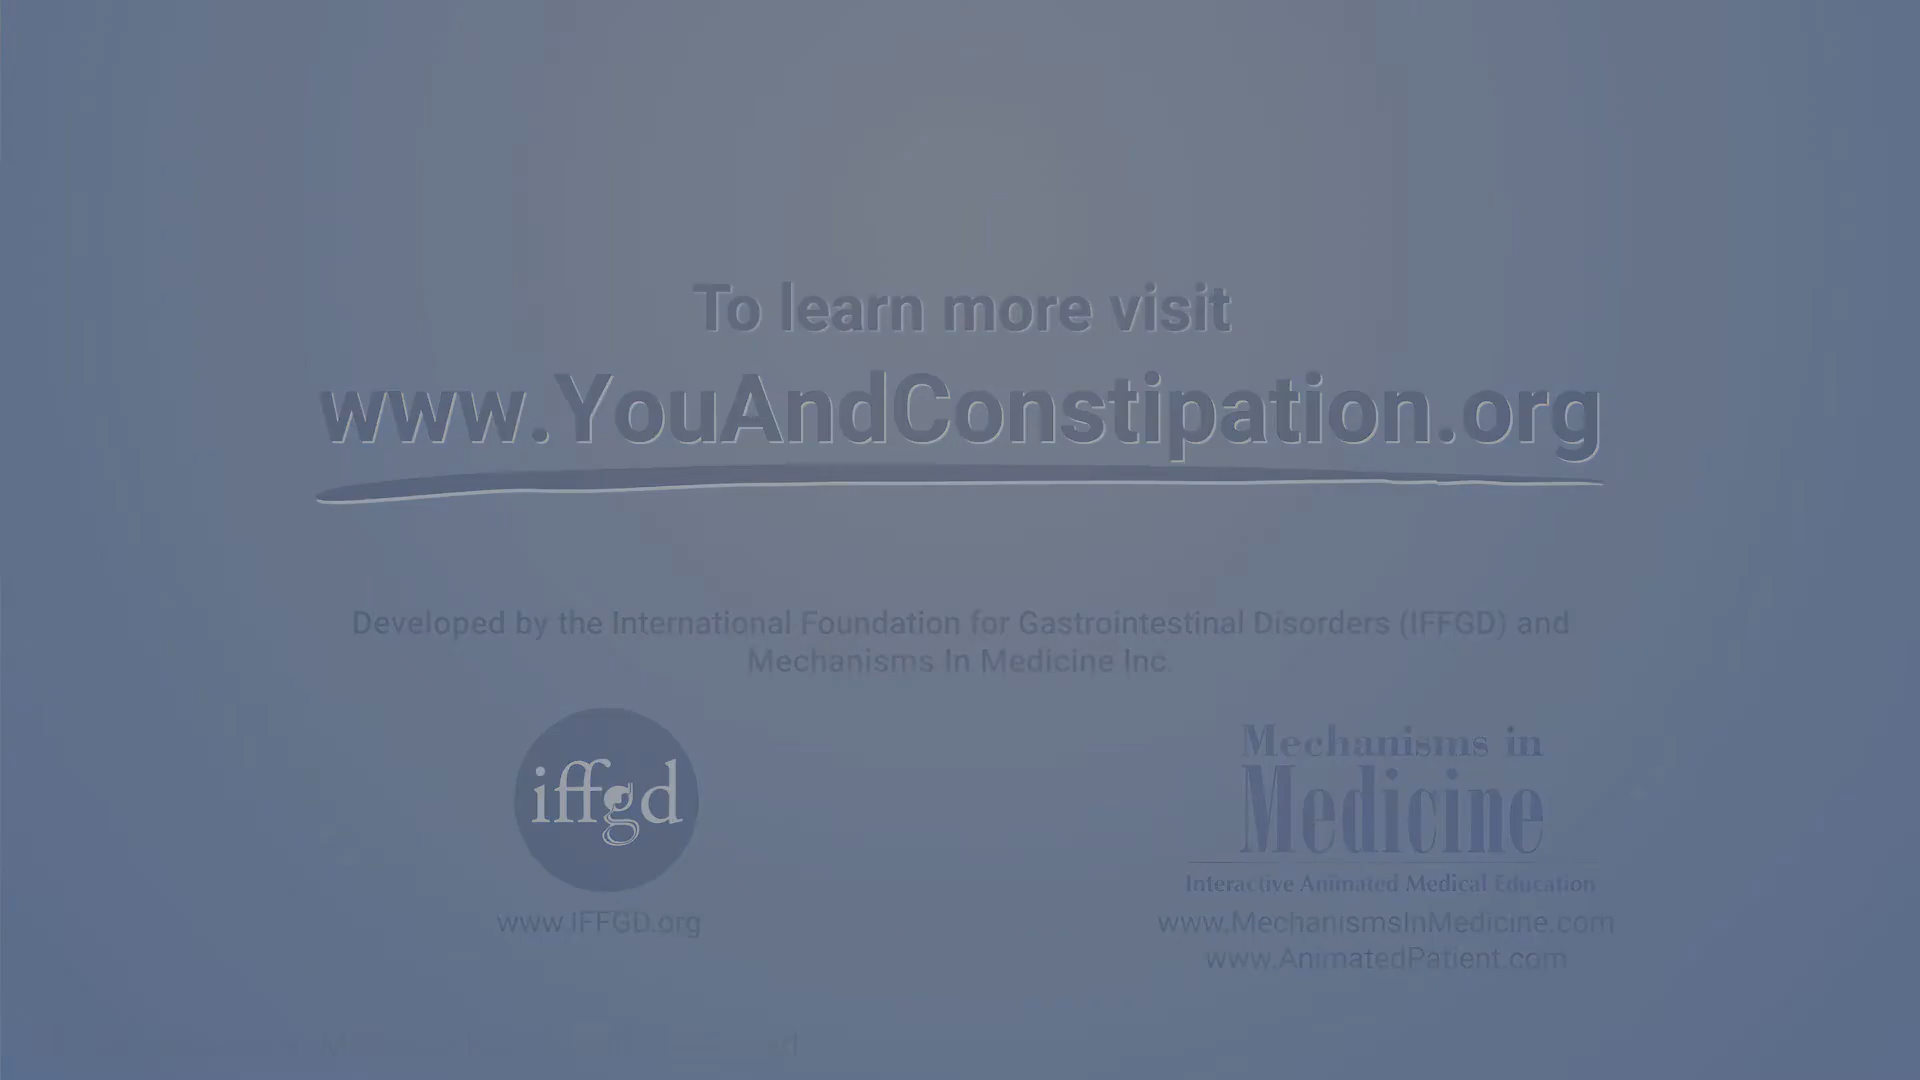 To learn more visit
www.YouAndConstipation.org
Developed by the International Foundation for Gastrointestinal Disorders (IFFGD) and
Mechanisms In Medicine Inc.
iffgd
www.IFFGD.org
Mechanisms in
Medicine
Interactive Animated Medical Education
www.MechanismsInMedicine.com
www.AnimatedPatient.com